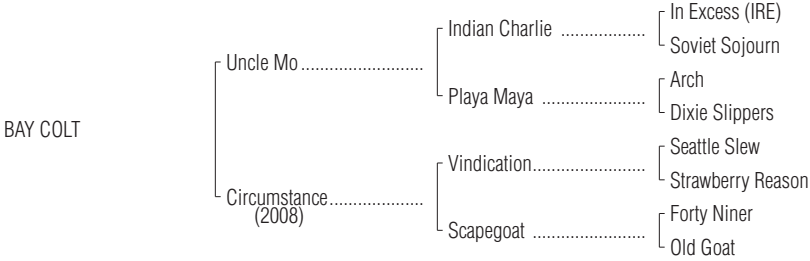 In Excess (IRE)
Indian Charlie ...................
Soviet Sojourn
Uncle Mo ..........................
Arch
Playa Maya ......................
Dixie Slippers
BAY COLT
Seattle Slew
Vindication........................
Strawberry Reason
Circumstance....................
(2008)
Forty Niner
Scapegoat ........................
Old Goat